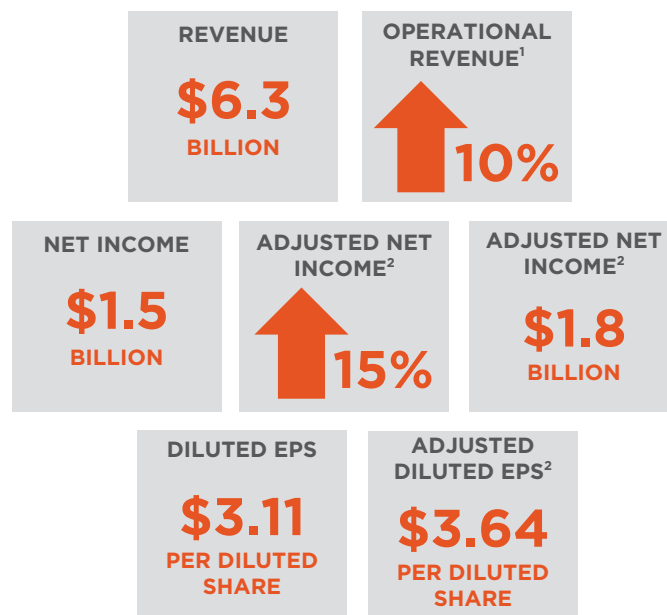 REVENUE
$6.3
BILLION
OPERATIONAL
REVENUE¹
10%
NET INCOME
$1.5
BILLION
ADJUSTED NET
INCOME²
15%
ADJUSTED NET
INCOME²
$1.8
BILLION
DILUTED EPS
$3.11
PER DILUTED
SHARE
ADJUSTED
DILUTED EPS²
$3.64
PER DILUTED
SHARE